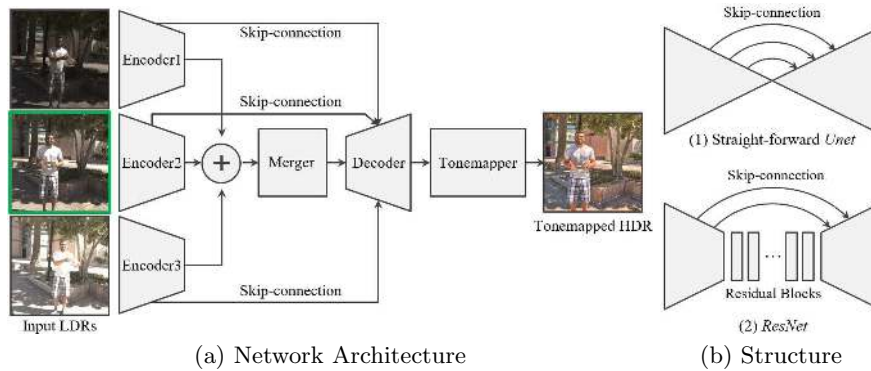 Skip-connection
Encoder1
Skip-connection
Encoder2
+
Merger
Decoder
Tonemapper
Tonemapped HDR
Encoder3
Skip-connection
Input LDRs
(a) Network Architecture
Skip-connection
(1) Straight-forward Unet
Skip-connection
...
Residual Blocks
(2) ResNet
(b) Structure